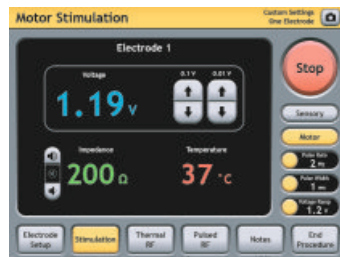 Motor Stimulation
Custom Settings
One Electrode
Electrode 1
Voltage
0.1 V 0.01 V
1.19 v
Stop
Sensory
Motor
Impedance
Temperature
200 Ω
37 °C
Pulse Rate
2 Hz
Pulse Width
1 ms
Voltage Range
1.2 v
Electrode Setup
Stimulation
Thermal RF
Pulsed RF
Notes
End Procedure